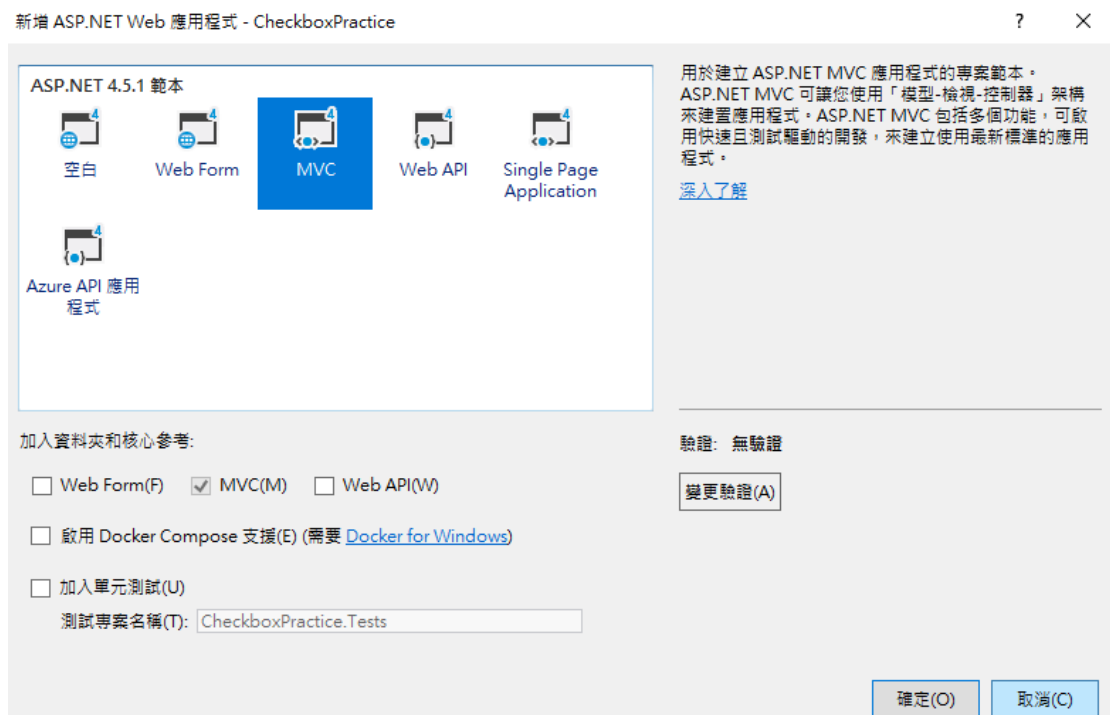 新增 ASP.NET Web 應用程式 - CheckboxPractice
?
ASP.NET 4.5.1 範本
空白
Web Form
MVC
Web API
Single Page
Application
Azure API 應用
程式
用於建立 ASP.NET MVC 應用程式的專案範本。
ASP.NET MVC 可讓您使用「模型-檢視-控制器」架構
來建置應用程式。ASP.NET MVC 包括多個功能，可啟
用快速且測試驅動的開發，來建立使用最新標準的應用
程式。
深入了解
加入資料夾和核心參考:
Web Form(F)
MVC(M)
Web API(W)
啟用 Docker Compose 支援(E) (需要 Docker for Windows)
加入單元測試(U)
測試專案名稱(T): CheckboxPractice.Tests
驗證: 無驗證
變更驗證(A)
確定(O)
取消(C)